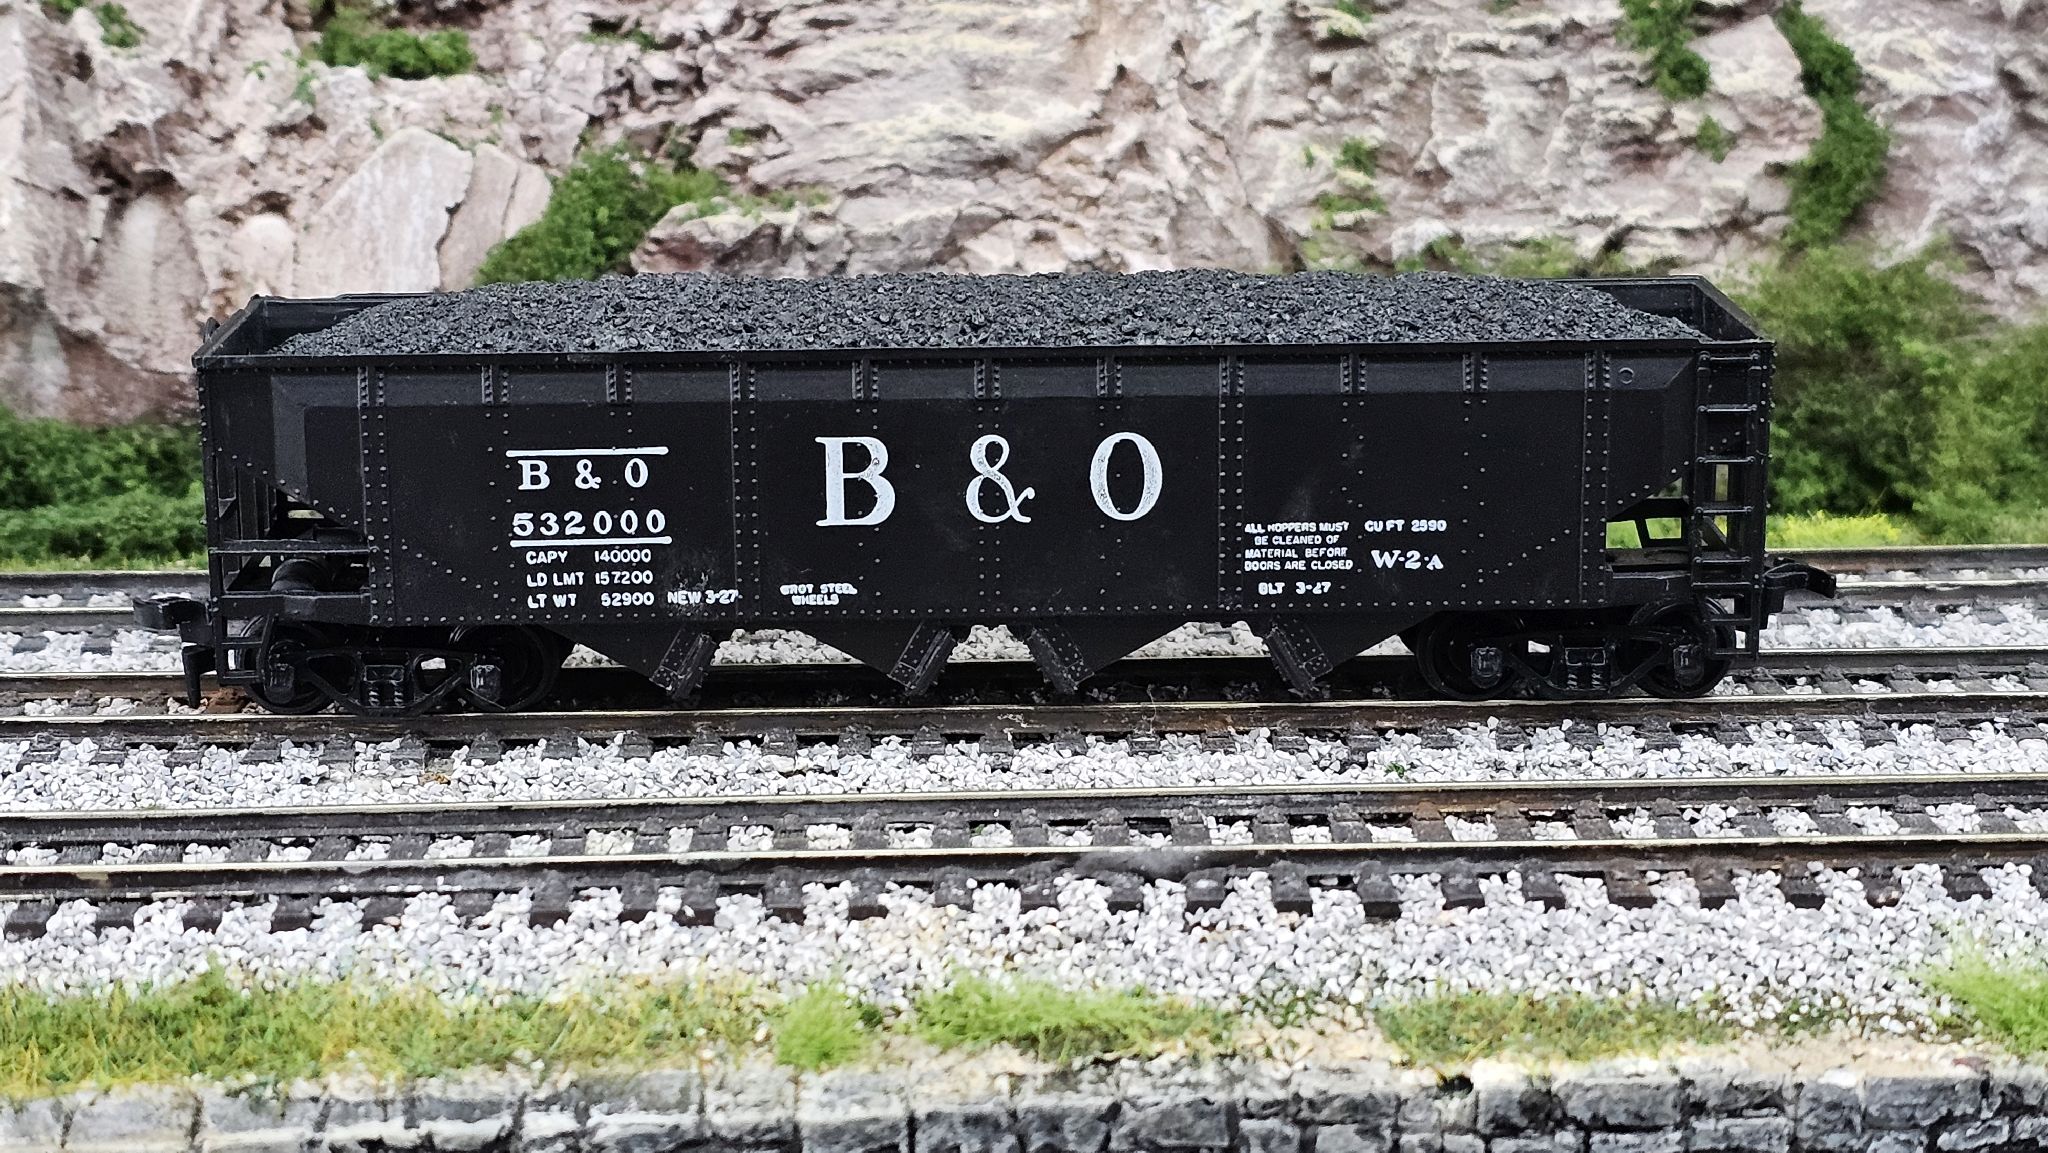 B & O
532000
CAPY 140000
LD LMT 157200
LT WT 52900 NEW 3-27
B & O
WROT STEEL
WHEELS
ALL HOPPERS MUST
BE CLEANED OF
MATERIAL BEFORE
DOORS ARE CLOSED
CU FT 2590
W-2-A
BLT 3-27